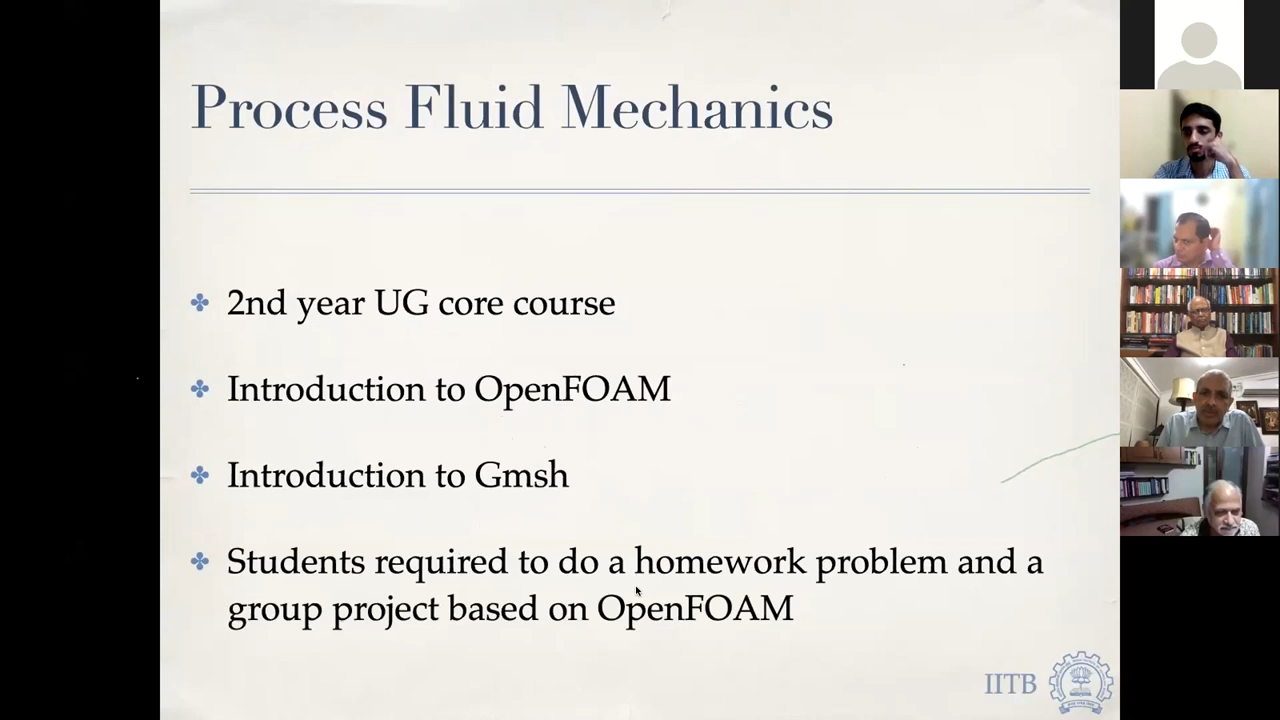 Process Fluid Mechanics
2nd year UG core course
Introduction to OpenFOAM
Introduction to Gmsh
Students required to do a homework problem and a
group project based on OpenFOAM
IITB